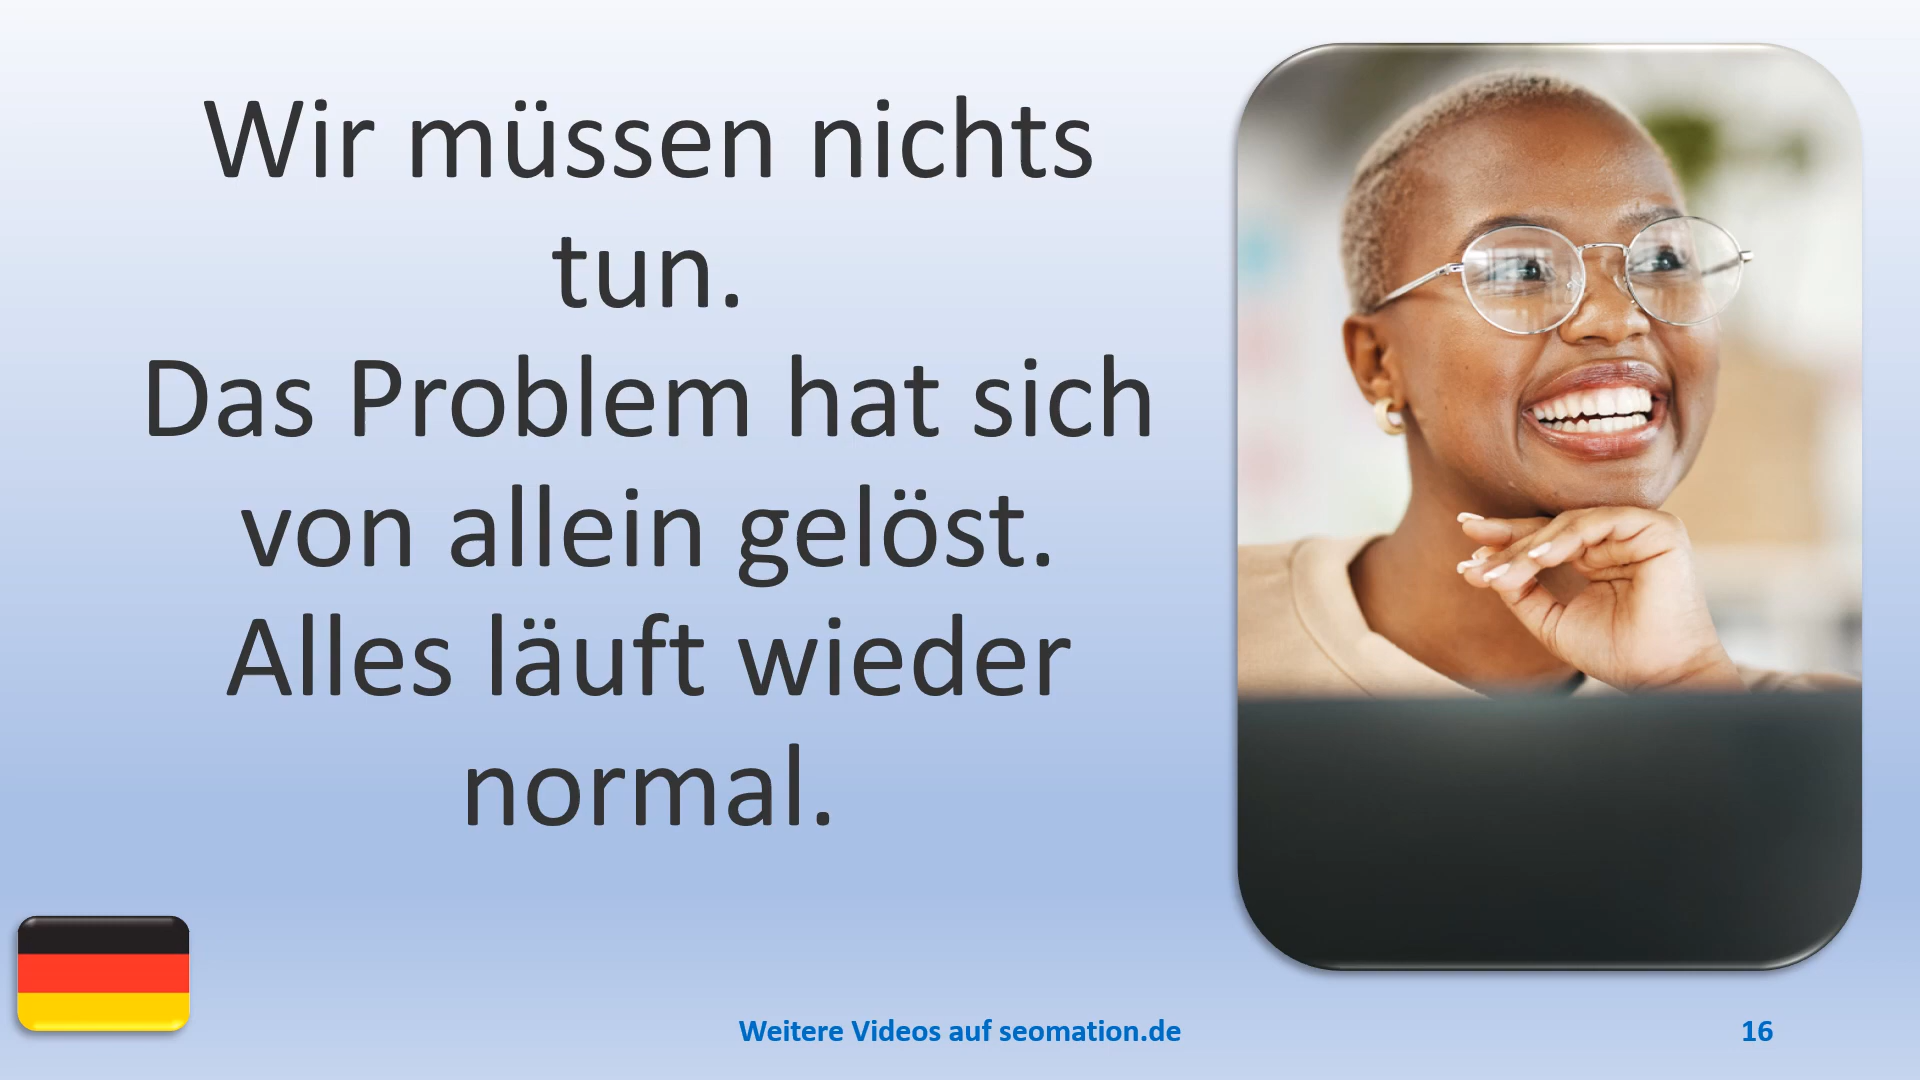 Wir müssen nichts
tun.
Das Problem hat sich
von allein gelöst.
Alles läuft wieder
normal.
Weitere Videos auf seomation.de
16